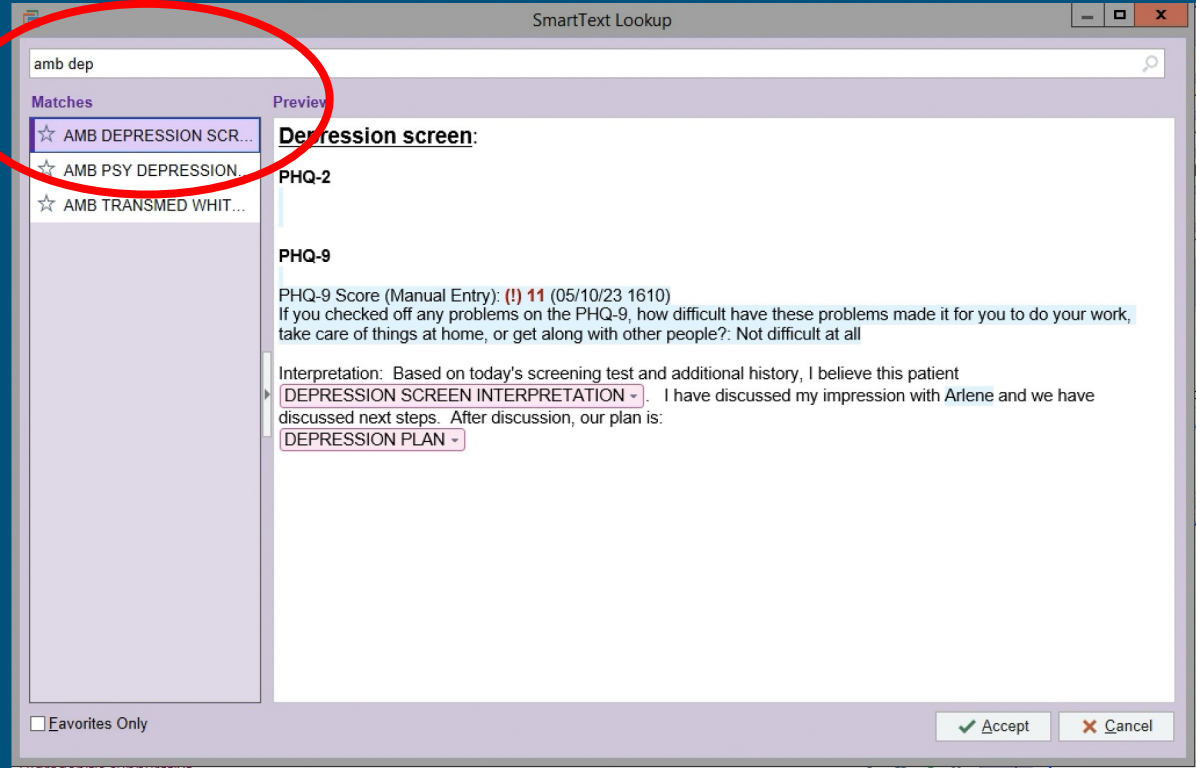 SmartText Lookup
amb dep
Matches
Preview
AMB DEPRESSION SCR...
AMB PSY DEPRESSION...
AMB TRANSMED WHIT...
Depression screen:
PHQ-2
PHQ-9
PHQ-9 Score (Manual Entry): (!) 11 (05/10/23 1610)
If you checked off any problems on the PHQ-9, how difficult have these problems made it for you to do your work,
take care of things at home, or get along with other people?: Not difficult at all
Interpretation: Based on today's screening test and additional history, I believe this patient
DEPRESSION SCREEN INTERPRETATION. I have discussed my impression with Arlene and we have
discussed next steps. After discussion, our plan is:
DEPRESSION PLAN
Favorites Only
Accept
Cancel